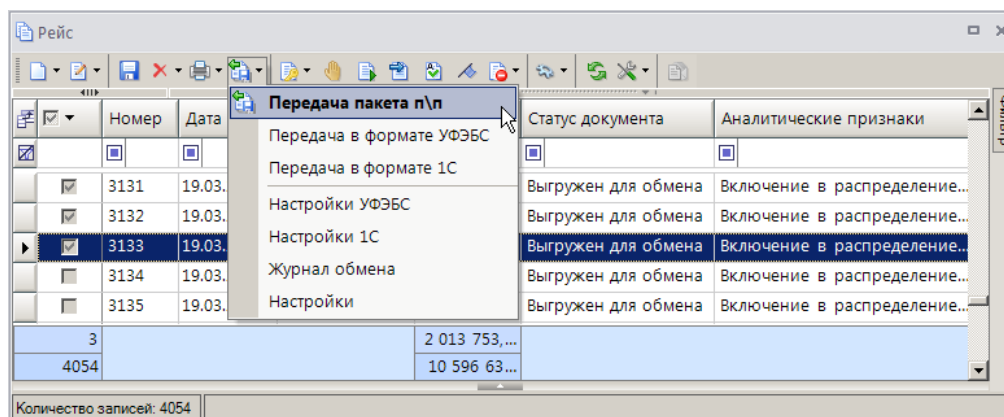 Рейс
Номер Дата Статус документа Аналитические признаки
Передача пакета п\п
Передача в формате УФЭБС
Передача в формате 1С
Настройки УФЭБС
Настройки 1С
Журнал обмена
Настройки
3131 19.03. Выгружен для обмена Включение в распределение...
3132 19.03. Выгружен для обмена Включение в распределение...
3133 19.03. Выгружен для обмена Включение в распределение...
3134 19.03. Выгружен для обмена Включение в распределение...
3135 19.03. Выгружен для обмена Включение в распределение...
3 2 013 753,...
4054 10 596 63...
Количество записей: 4054